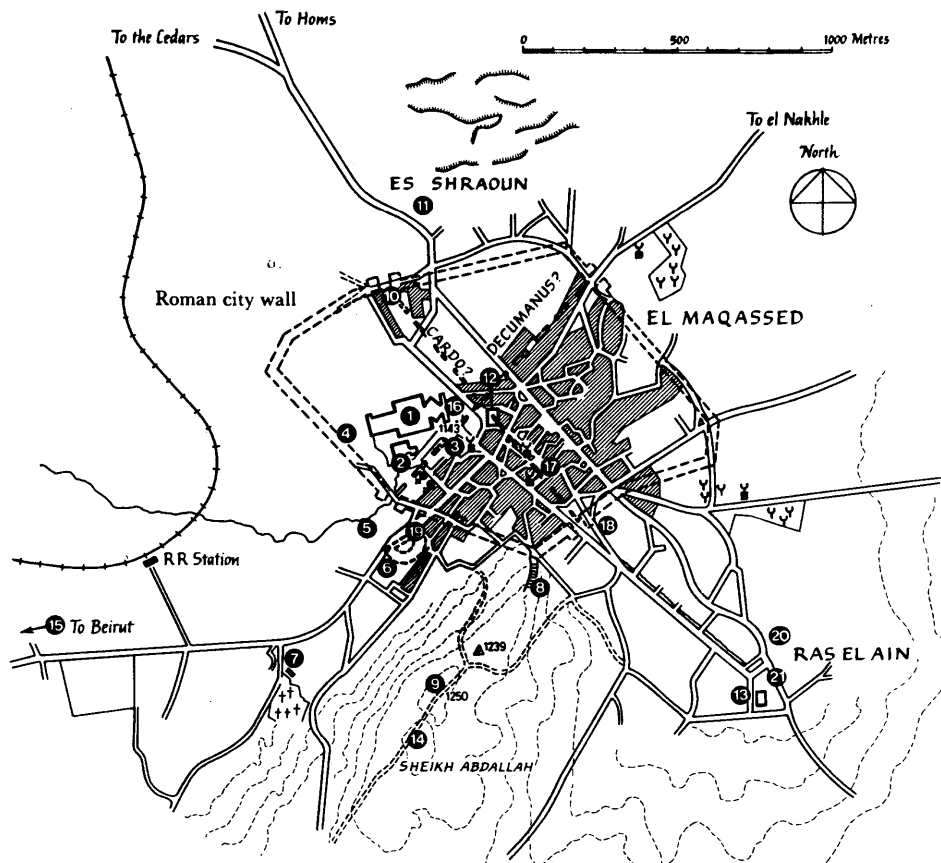 To Homs
To the Cedars
0 500 1000 Metres
To el Nakhle
North
ES SHRAOUN
11
Roman city wall
10
CARDO?
DECUMANUS?
EL MAQASSED
12
1
16
1143
4
2
3
17
5
19
18
6
RR Station
8
15 To Beirut
7
1239
20
RAS EL AIN
9
1250
21
13
14
SHEIKH ABDALLAH